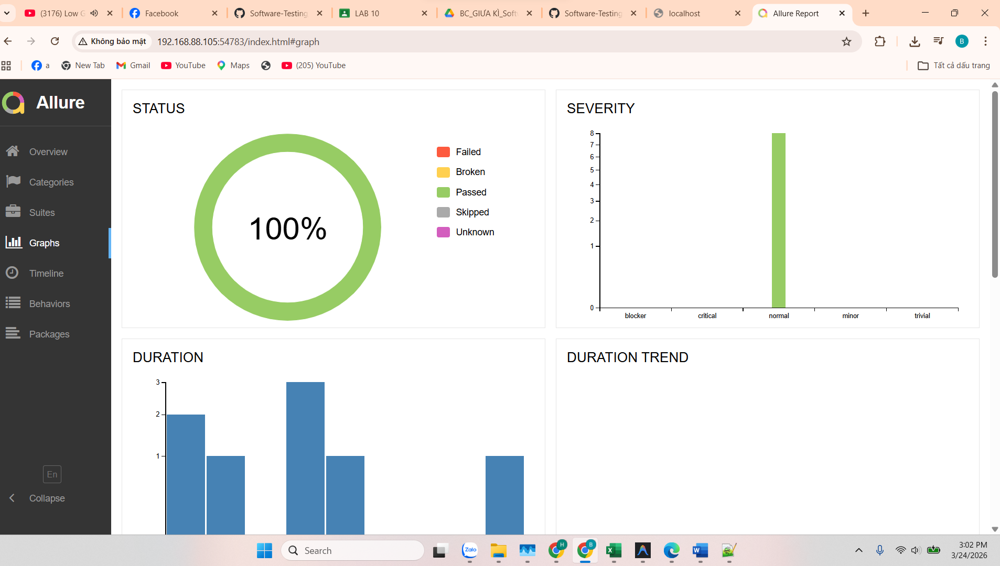 (3176) Low G
Facebook
Software-Testing
LAB 10
BC_GIỮA KÌ_Soft
Software-Testing
localhost
Allure Report
Không bảo mật
192.168.88.105:54783/index.html#graph
B
a
New Tab
Gmail
YouTube
Maps
(205) YouTube
Tất cả dấu trang
Allure
Overview
Categories
Suites
Graphs
Timeline
Behaviors
Packages
En
Collapse
STATUS
100%
Failed
Broken
Passed
Skipped
Unknown
SEVERITY
8
7
6
5
4
3
2
1
0
blocker
critical
normal
minor
trivial
DURATION
3
2
1
DURATION TREND
Search
Zalo
H
B
3:02 PM
3/24/2026